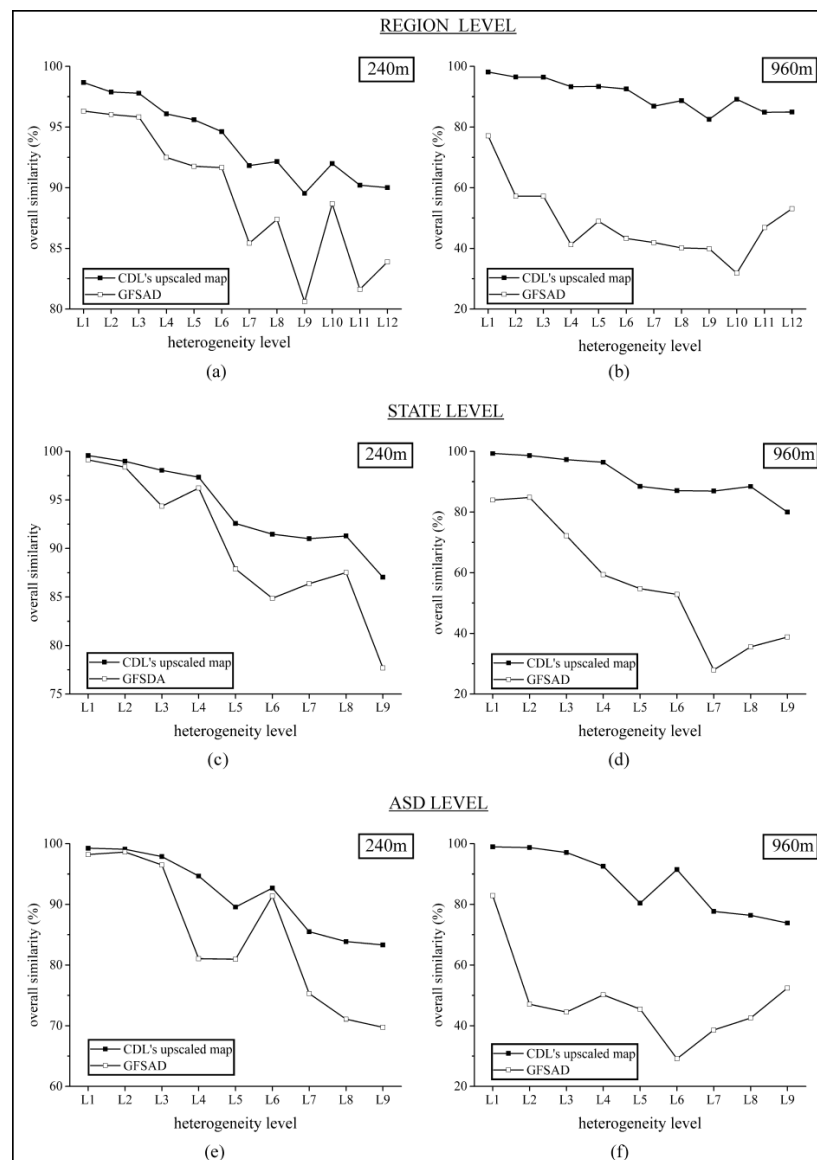 REGION LEVEL
240m
overall similarity (%)
100
95
90
85
80
CDL's upscaled map
GFSAD
L1 L2 L3 L4 L5 L6 L7 L8 L9 L10 L11 L12
heterogeneity level
(a)
960m
overall similarity (%)
100
80
60
40
20
CDL's upscaled map
GFSAD
L1 L2 L3 L4 L5 L6 L7 L8 L9 L10 L11 L12
heterogeneity level
(b)
STATE LEVEL
240m
overall similarity
100
95
90
85
80
75
CDL's upscaled map
GFSDA
L1 L2 L3 L4 L5 L6 L7 L8 L9
heterogeneity level
(c)
960m
overall similarity (%)
100
80
60
40
20
CDL's upscaled map
GFSAD
L1 L2 L3 L4 L5 L6 L7 L8 L9
heterogeneity level
(d)
ASD LEVEL
240m
overall similarity (%)
100
90
80
70
60
CDL's upscaled map
GFSAD
L1 L2 L3 L4 L5 L6 L7 L8 L9
heterogeneity level
(e)
960m
overall similarity (%)
100
80
60
40
20
CDL's upscaled map
GFSAD
L1 L2 L3 L4 L5 L6 L7 L8 L9
heterogeneity level
(f)